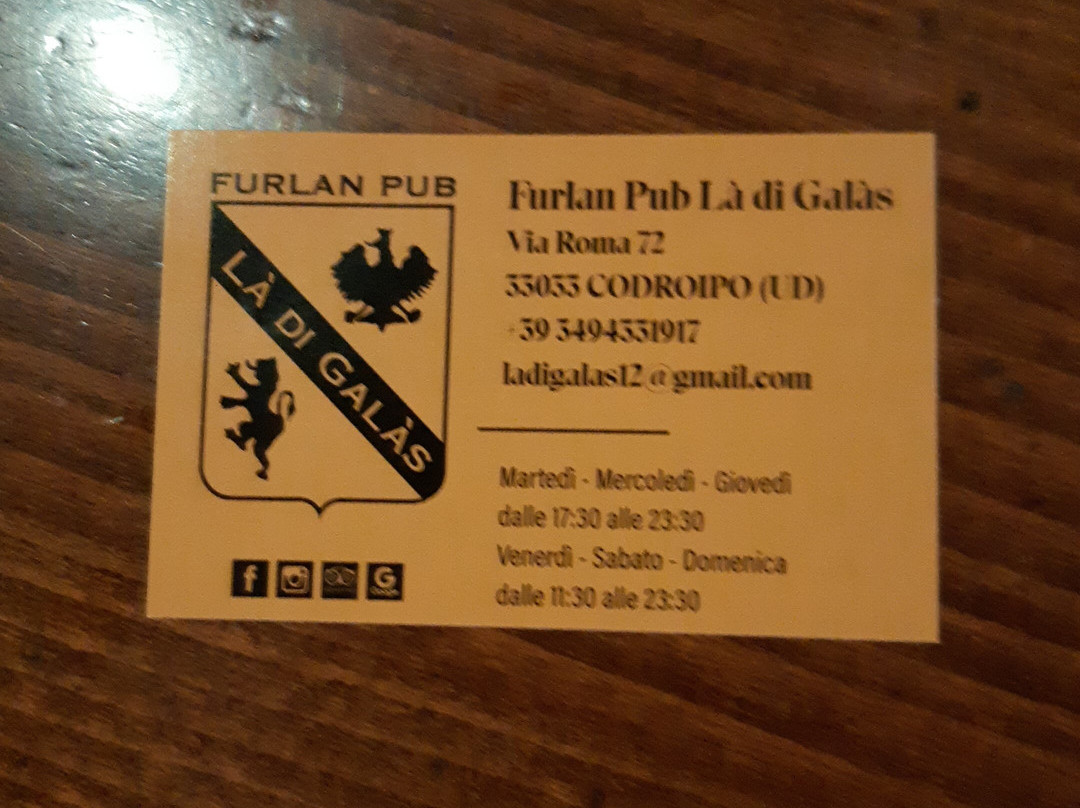 FURLAN PUB
LÀ DI GALÀS
Furlan Pub Là di Galàs
Via Roma 72
33033 CODROIPO (UD)
+39 3494331917
ladigalas12@gmail.com
Martedì - Mercoledì - Giovedì
dalle 17:30 alle 23:30
Venerdì - Sabato - Domenica
dalle 11:30 alle 23:30